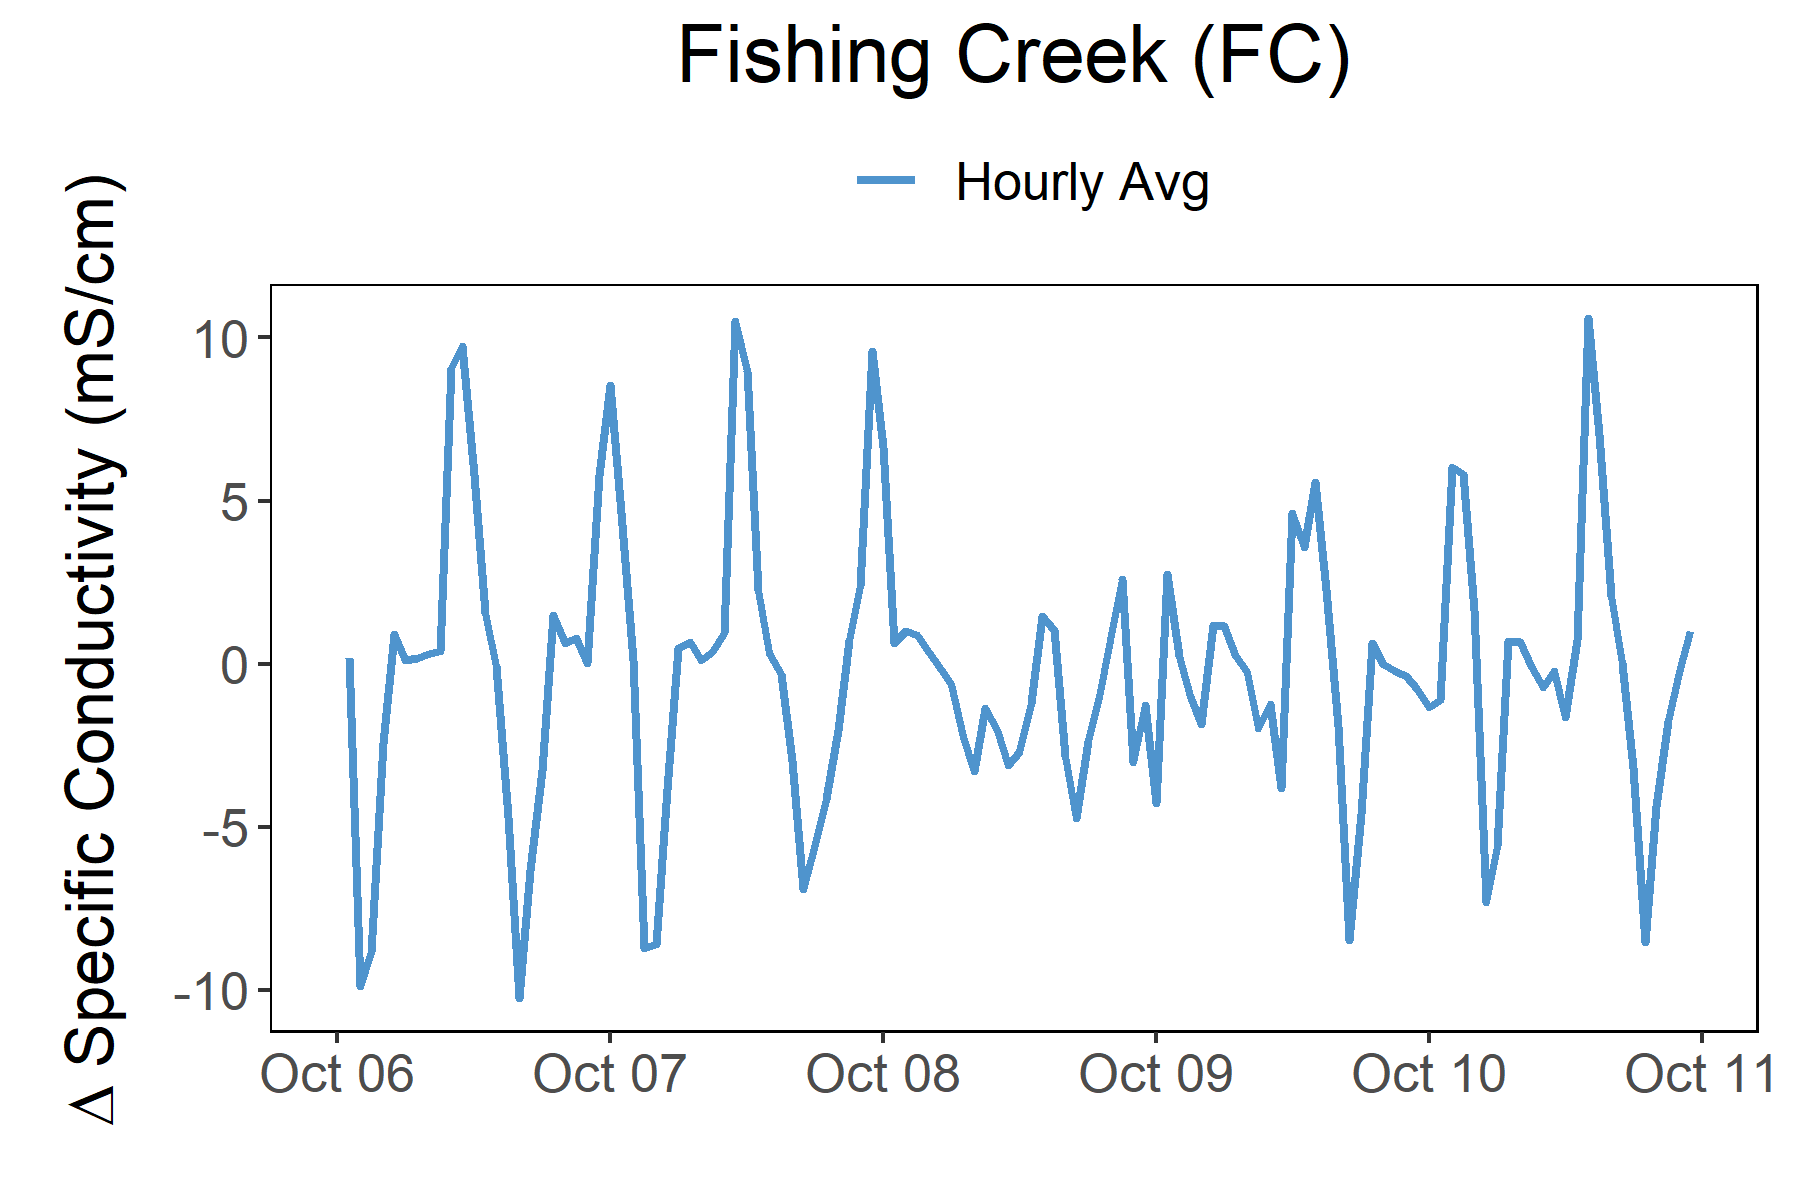 Fishing Creek (FC)
Hourly Avg
Δ Specific Conductivity (mS/cm)
10
5
0
-5
-10
Oct 06 Oct 07 Oct 08 Oct 09 Oct 10 Oct 11